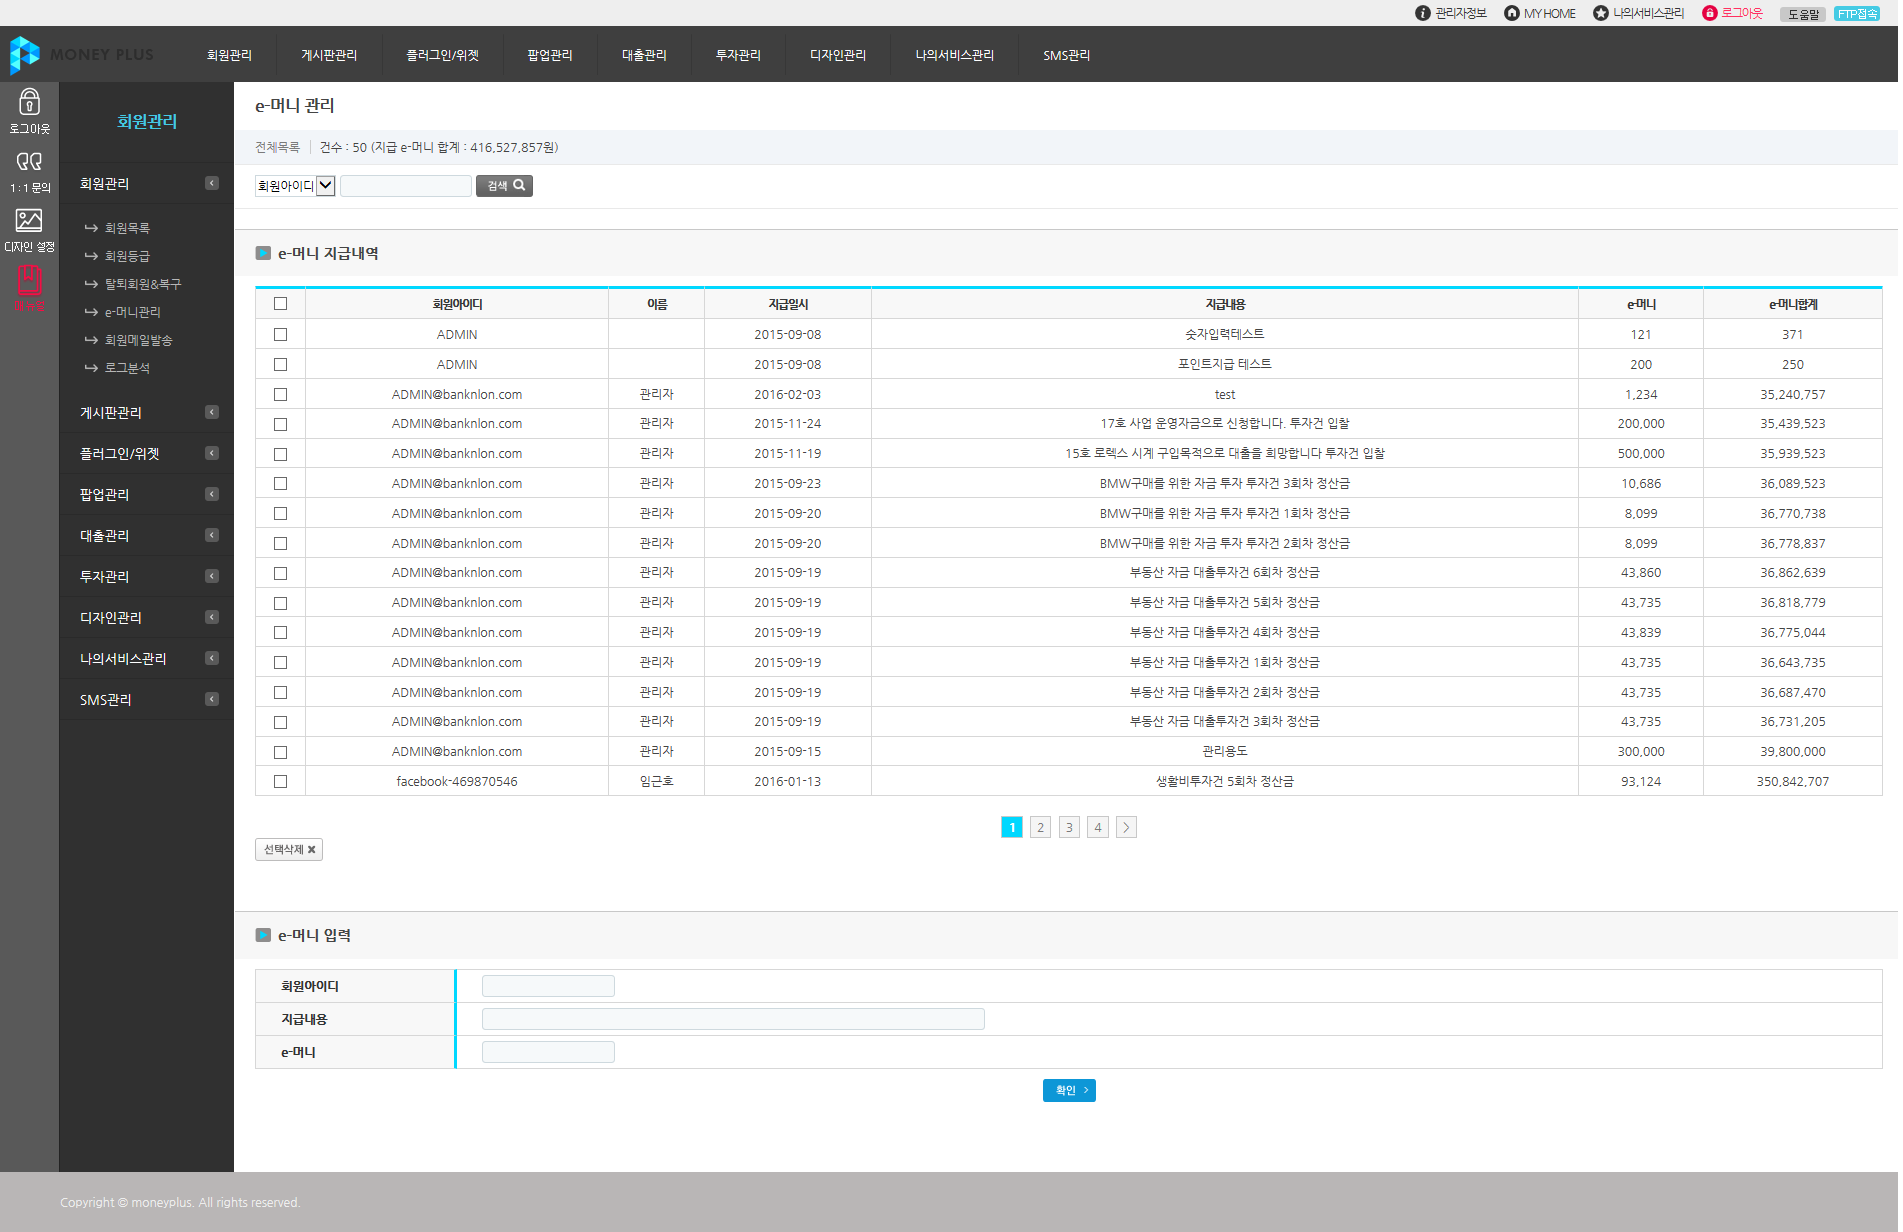 관리자정보 MY HOME 나의서비스관리 로그아웃 도움말 FTP접속
MONEY PLUS 회원관리 게시판관리 플러그인/위젯 팝업관리 대출관리 투자관리 디자인관리 나의서비스관리 SMS관리
로그아웃
1 : 1 문의
디자인 설정
회원관리
회원관리
회원목록
회원등급
탈퇴회원&복구
e-머니관리
회원메일발송
로그분석
게시판관리
플러그인/위젯
팝업관리
대출관리
투자관리
디자인관리
나의서비스관리
SMS관리
e-머니 관리
전체목록 건수 : 50 (지급 e-머니 합계 : 416,527,857원)
회원아이디 검색
e-머니 지급내역
회원아이디 이름 지급일시 지급내용 e-머니 e-머니합계
ADMIN 2015-09-08 숫자입력테스트 121 371
ADMIN 2015-09-08 포인트지급 테스트 200 250
ADMIN@banknlon.com 관리자 2016-02-03 test 1,234 35,240,757
ADMIN@banknlon.com 관리자 2015-11-24 17호 사업 운영자금으로 신청합니다. 투자건 입찰 200,000 35,439,523
ADMIN@banknlon.com 관리자 2015-11-19 15호 로렉스 시계 구입목적으로 대출을 희망합니다 투자건 입찰 500,000 35,939,523
ADMIN@banknlon.com 관리자 2015-09-23 BMW구매를 위한 자금 투자 투자건 3회차 정산금 10,686 36,089,523
ADMIN@banknlon.com 관리자 2015-09-20 BMW구매를 위한 자금 투자 투자건 1회차 정산금 8,099 36,770,738
ADMIN@banknlon.com 관리자 2015-09-20 BMW구매를 위한 자금 투자 투자건 2회차 정산금 8,099 36,778,837
ADMIN@banknlon.com 관리자 2015-09-19 부동산 자금 대출투자건 6회차 정산금 43,860 36,862,639
ADMIN@banknlon.com 관리자 2015-09-19 부동산 자금 대출투자건 5회차 정산금 43,735 36,818,779
ADMIN@banknlon.com 관리자 2015-09-19 부동산 자금 대출투자건 4회차 정산금 43,839 36,775,044
ADMIN@banknlon.com 관리자 2015-09-19 부동산 자금 대출투자건 1회차 정산금 43,735 36,643,735
ADMIN@banknlon.com 관리자 2015-09-19 부동산 자금 대출투자건 2회차 정산금 43,735 36,687,470
ADMIN@banknlon.com 관리자 2015-09-19 부동산 자금 대출투자건 3회차 정산금 43,735 36,731,205
ADMIN@banknlon.com 관리자 2015-09-15 관리용도 300,000 39,800,000
facebook-469870546 임근호 2016-01-13 생활비투자건 5회차 정산금 93,124 350,842,707
1 2 3 4 >
선택삭제
e-머니 입력
회원아이디
지급내용
e-머니
확인
Copyright © moneyplus. All rights reserved.